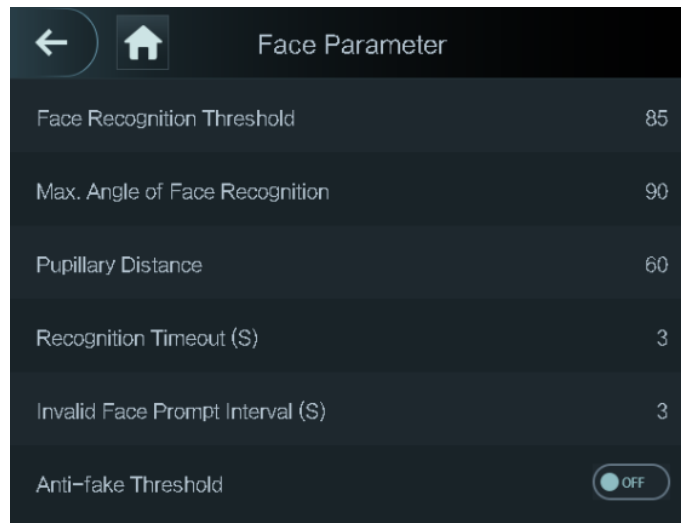 Face Parameter
Face Recognition Threshold 85
Max. Angle of Face Recognition 90
Pupillary Distance 60
Recognition Timeout (S) 3
Invalid Face Prompt Interval (S) 3
Anti-fake Threshold OFF